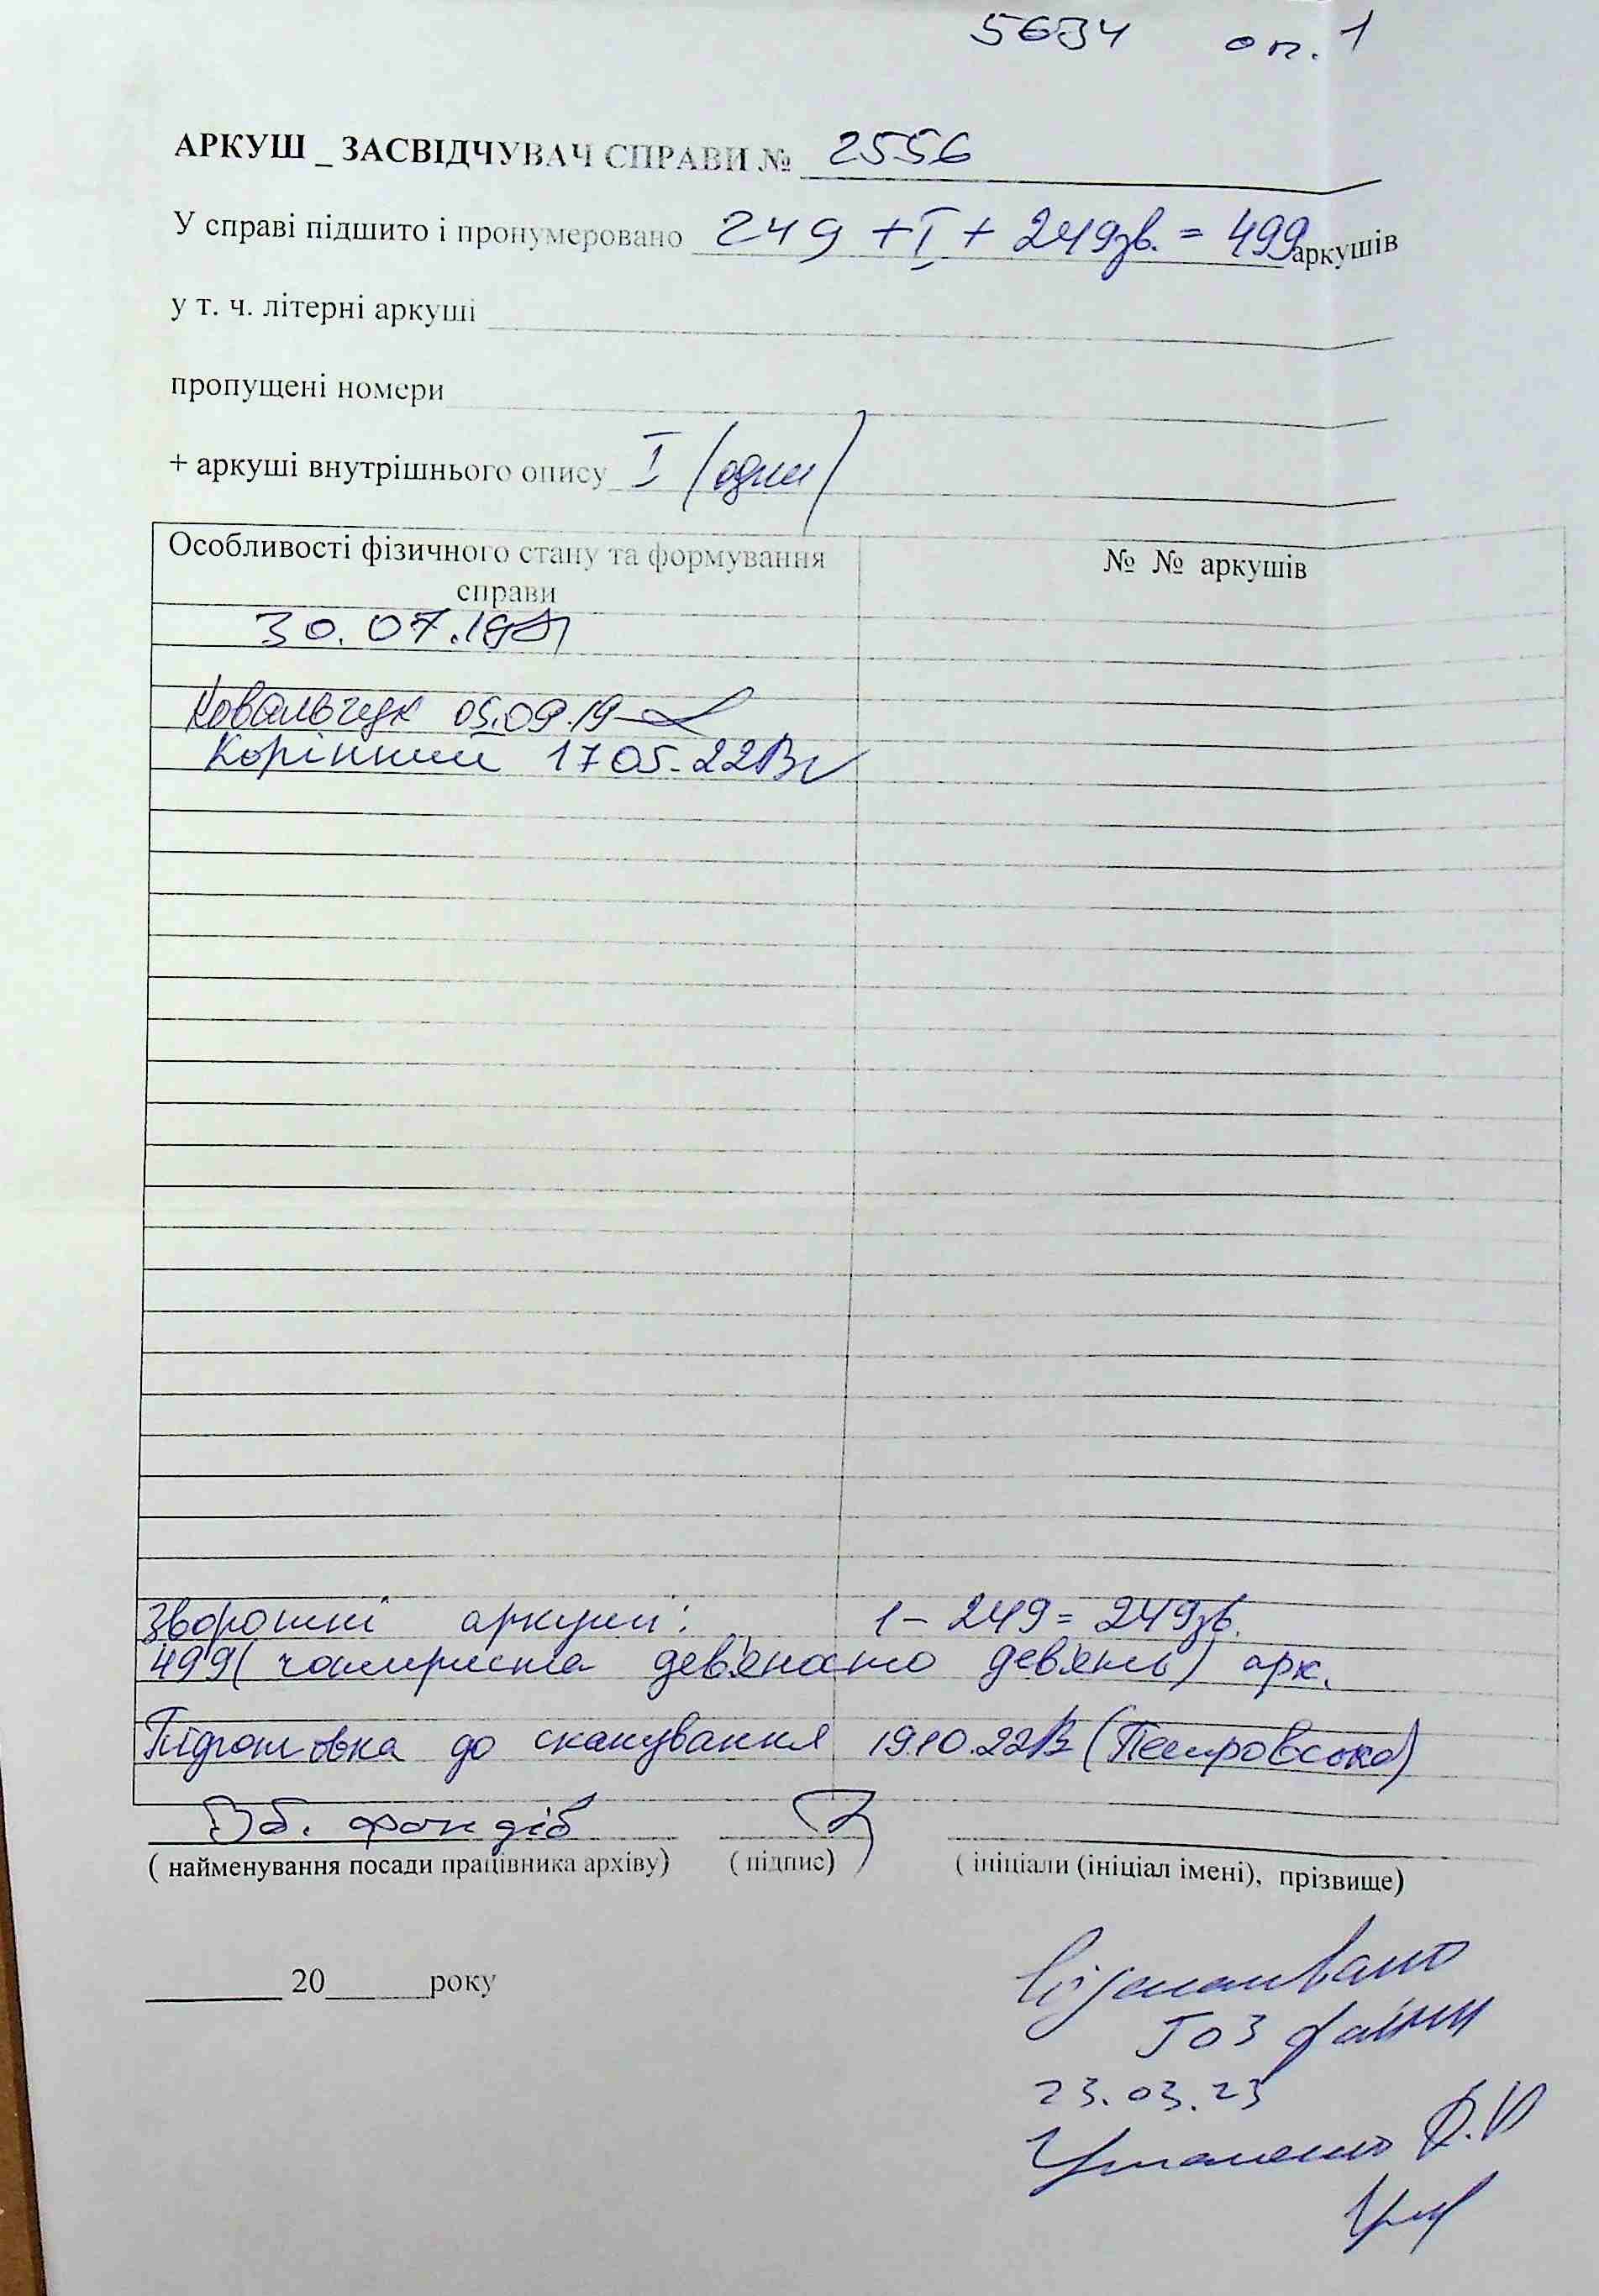 5634 оп. 1
АРКУШ _ ЗАСВІДЧУВАЧ СПРАВИ № 2556
У справі підшито і пронумеровано 249 + I + 249зв. = 499 аркушів
у т. ч. літерні аркуші
пропущені номери
+ аркуші внутрішнього опису I (один)
Особливості фізичного стану та формування № № аркушів
справи
30.07.19
Ковальчук 05.09.19
Корінний 17 05.22
Зворотні аркуші: 1 – 249 = 249зв.
499 (чотириста дев'яносто дев'ять) арк.
Підготовка до сканування 19.10.22 (Петровська)
Зб. фондів
( найменування посади працівника архіву) ( підпис) ( ініціали (ініціал імені), прізвище)
20 року
Відскановано
503 файли
23.03.23